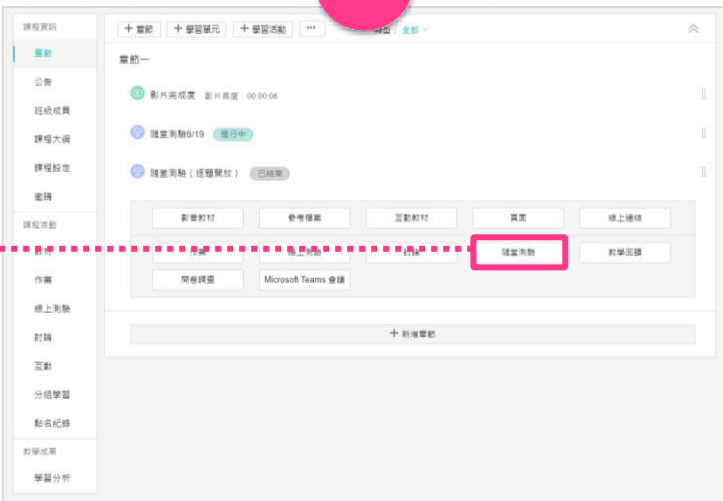 課程資訊
章節
公告
班級成員
課程大綱
課程設定
邀請
課程活動
教材
作業
線上測驗
討論
互動
分組學習
點名紀錄
教學成果
學習分析
+ 章節
+ 學習單元
+ 學習活動
類型: 全部
章節一
影片完成度 影片長度 00:00:06
隨堂測驗8/19 進行中
隨堂測驗(逐題開放) 已結束
影音教材 參考檔案 互動教材 頁面 線上連結
作業 線上測驗 討論 隨堂測驗 教學回饋
問卷調查 Microsoft Teams 會議
+ 新增章節